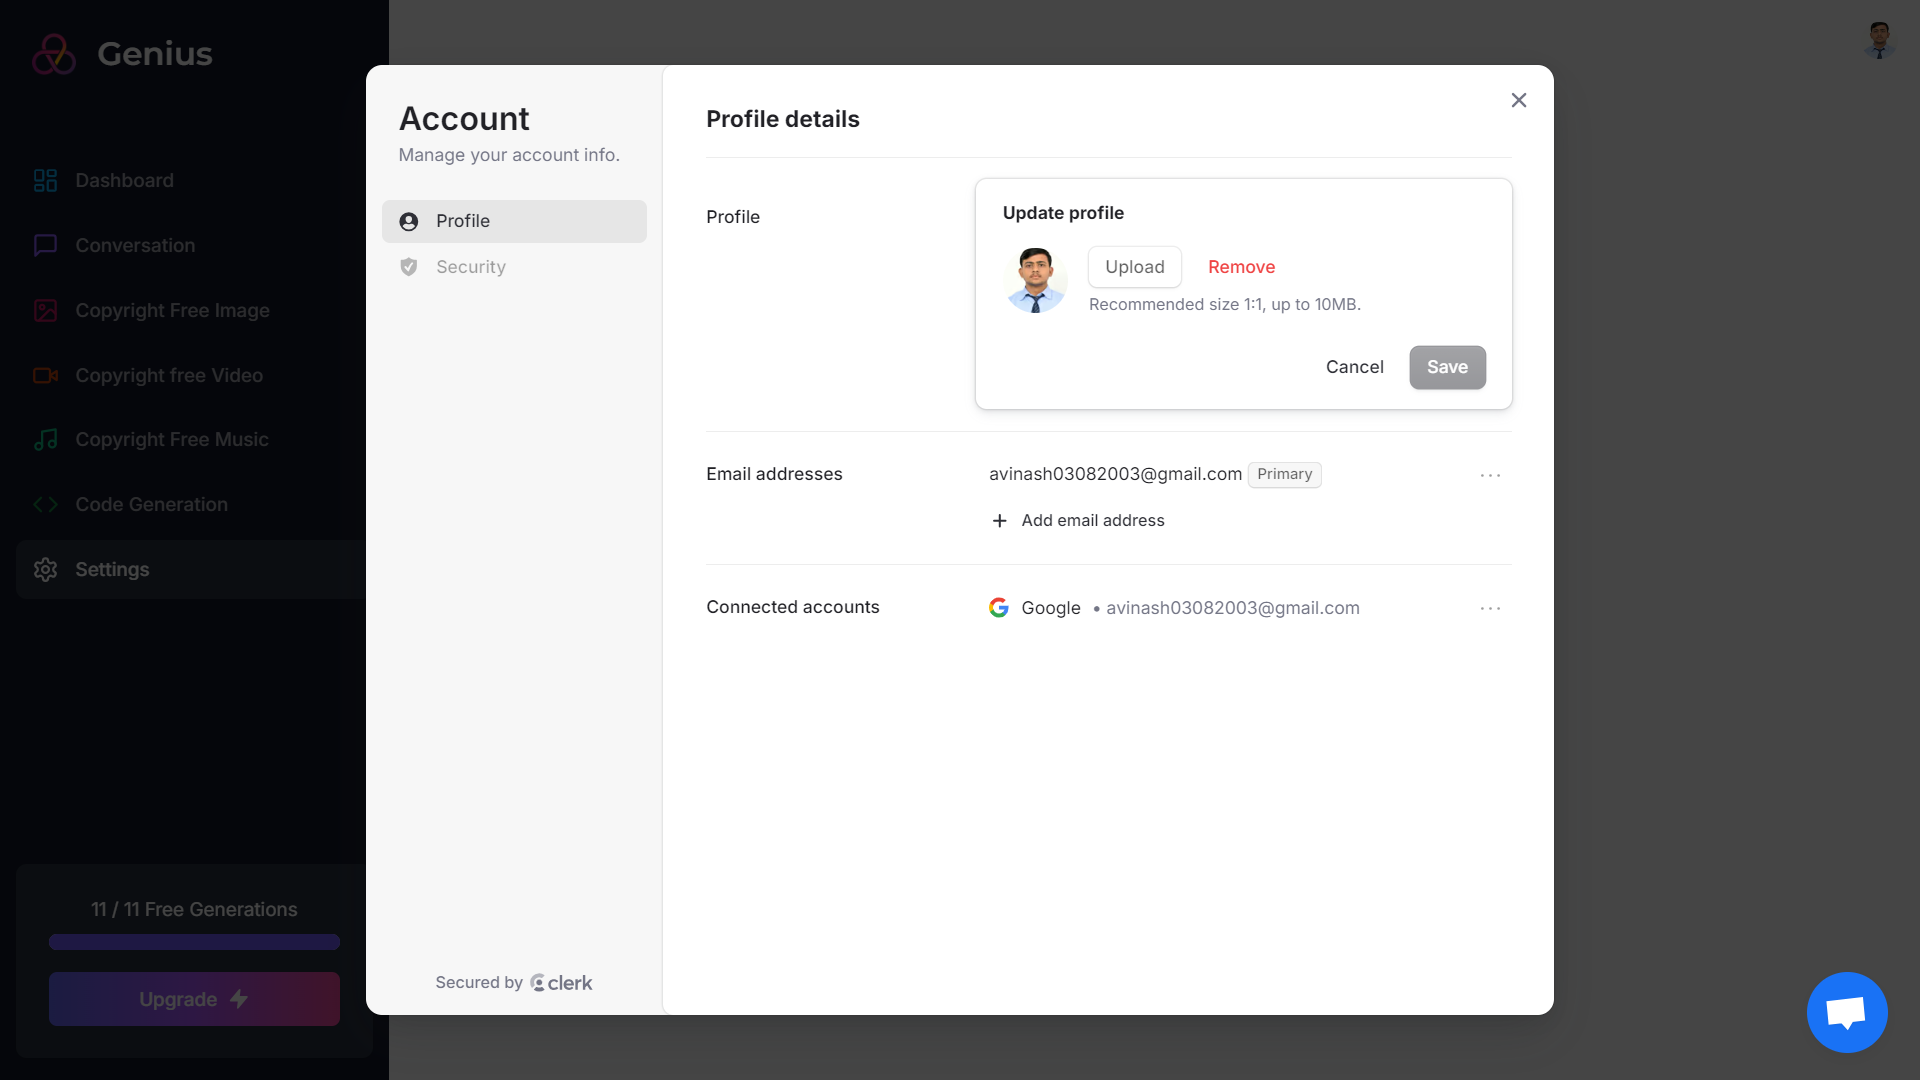 Genius
Dashboard
Conversation
Copyright Free Image
Copyright free Video
Copyright Free Music
Code Generation
Settings
11 / 11 Free Generations
Upgrade
Account
Manage your account info.
Profile
Security
Secured by clerk
Profile details
Profile
Update profile
Upload Remove
Recommended size 1:1, up to 10MB.
Cancel Save
Email addresses avinash03082003@gmail.com Primary
Add email address
Connected accounts Google • avinash03082003@gmail.com